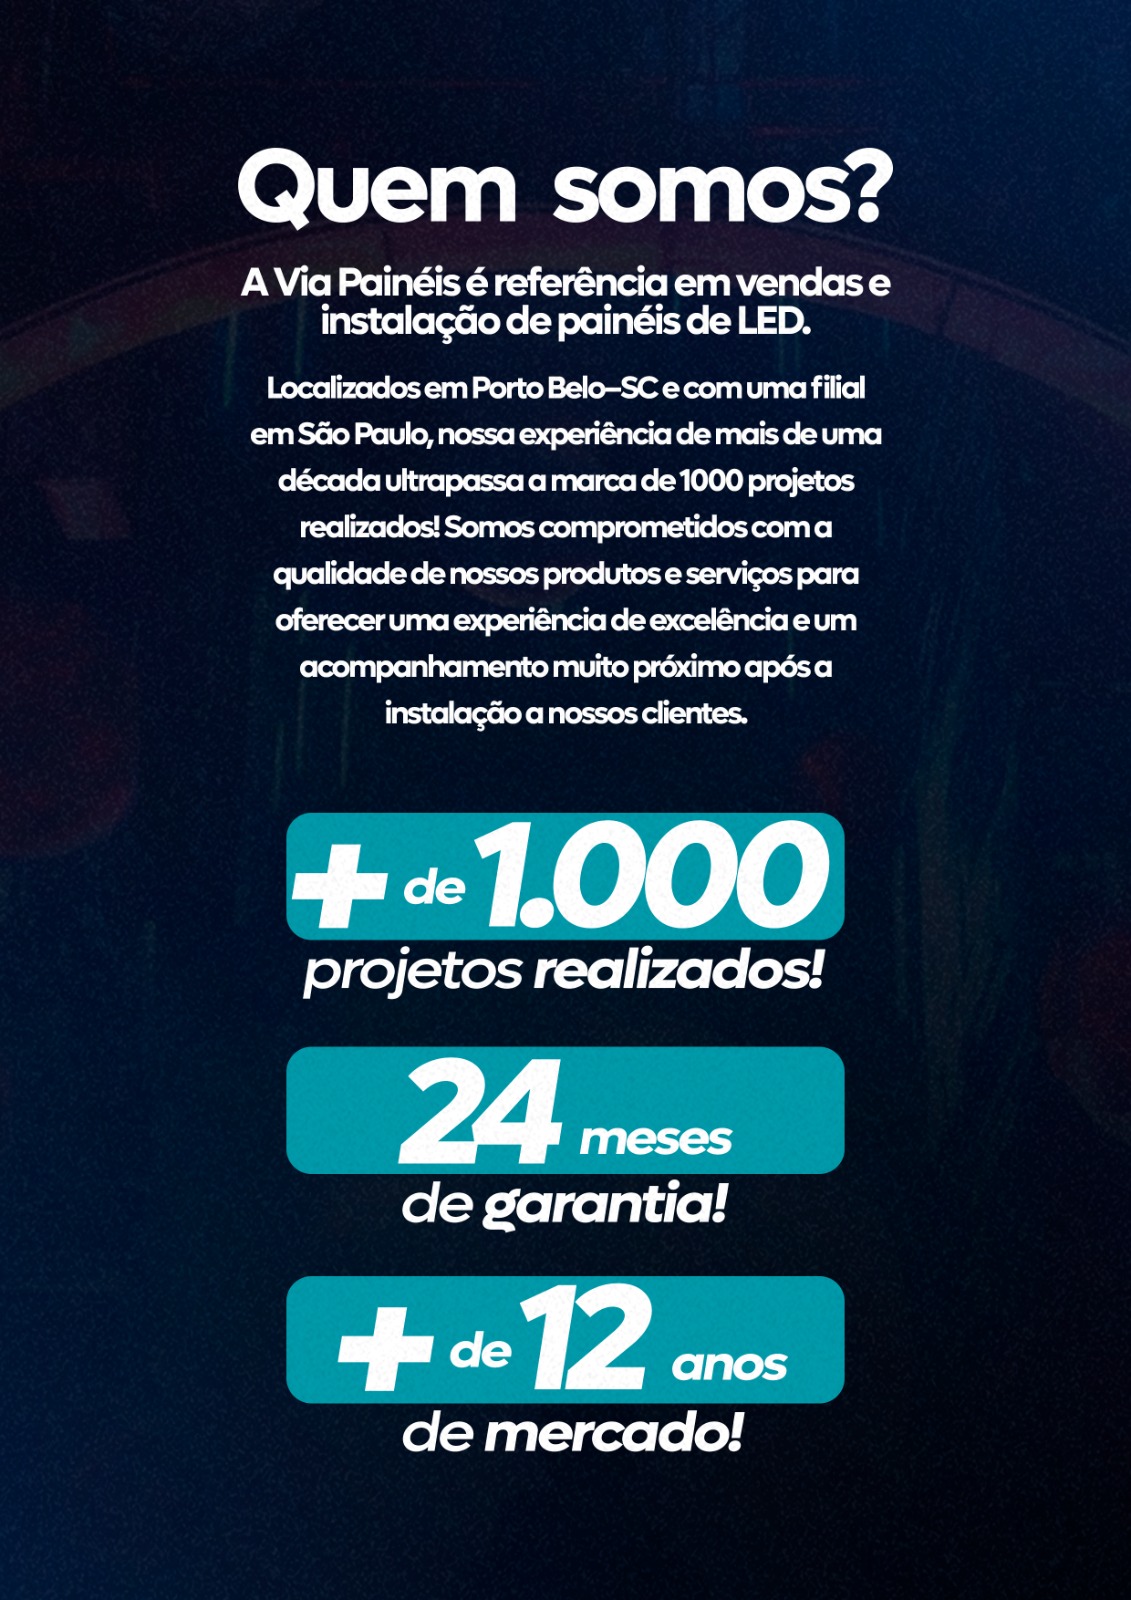 Quem somos?
A Via Painéis é referência em vendas e
instalação de painéis de LED.
Localizados em Porto Belo–SC e com uma filial
em São Paulo, nossa experiência de mais de uma
década ultrapassa a marca de 1000 projetos
realizados! Somos comprometidos com a
qualidade de nossos produtos e serviços para
oferecer uma experiência de excelência e um
acompanhamento muito próximo após a
instalação a nossos clientes.
+ de 1.000
projetos realizados!
24 meses
de garantia!
+ de 12 anos
de mercado!